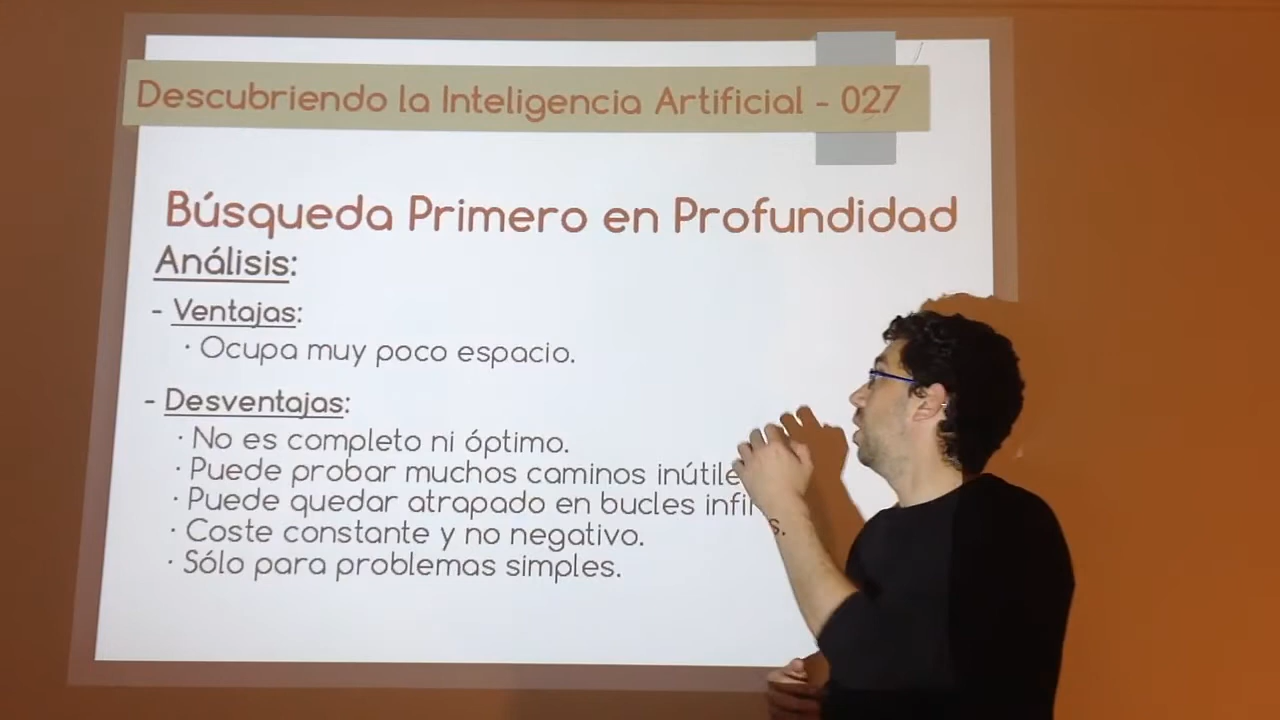 Descubriendo la Inteligencia Artificial - 027
Búsqueda Primero en Profundidad
Análisis:
- Ventajas:
· Ocupa muy poco espacio.
- Desventajas:
· No es completo ni óptimo.
· Puede probar muchos caminos
· Puede quedar atrapado en bucles
· Coste constante y no negativo.
· Sólo para problemas simples.